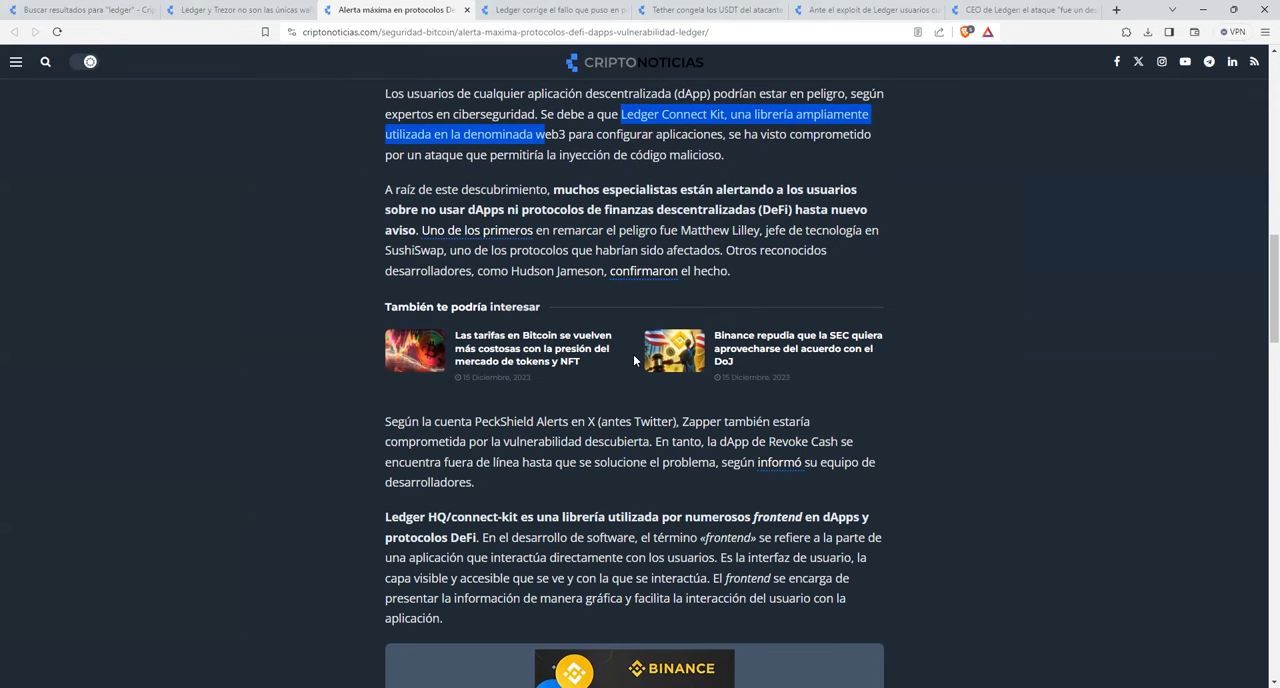 Buscar resultados para "ledger" - Crip
Ledger y Trezor no son las únicas wall
Alerta máxima en protocolos De
Ledger corrige el fallo que puso en p
Tether congela los USDT del atacante
Ante el exploit de Ledger usuarios cu
CEO de Ledger: el ataque "fue un des
criptonoticias.com/seguridad-bitcoin/alerta-maxima-protocolos-defi-dapps-vulnerabilidad-ledger/
VPN
CRIPTONOTICIAS
Los usuarios de cualquier aplicación descentralizada (dApp) podrían estar en peligro, según
expertos en ciberseguridad. Se debe a que Ledger Connect Kit, una librería ampliamente
utilizada en la denominada web3 para configurar aplicaciones, se ha visto comprometido
por un ataque que permitiría la inyección de código malicioso.
A raíz de este descubrimiento, muchos especialistas están alertando a los usuarios
sobre no usar dApps ni protocolos de finanzas descentralizadas (DeFi) hasta nuevo
aviso. Uno de los primeros en remarcar el peligro fue Matthew Lilley, jefe de tecnología en
SushiSwap, uno de los protocolos que habrían sido afectados. Otros reconocidos
desarrolladores, como Hudson Jameson, confirmaron el hecho.
También te podría interesar
Las tarifas en Bitcoin se vuelven
más costosas con la presión del
mercado de tokens y NFT
15 Diciembre, 2023
Binance repudia que la SEC quiera
aprovecharse del acuerdo con el
DoJ
15 Diciembre, 2023
Según la cuenta PeckShield Alerts en X (antes Twitter), Zapper también estaría
comprometida por la vulnerabilidad descubierta. En tanto, la dApp de Revoke Cash se
encuentra fuera de línea hasta que se solucione el problema, según informó su equipo de
desarrolladores.
Ledger HQ/connect-kit es una librería utilizada por numerosos frontend en dApps y
protocolos DeFi. En el desarrollo de software, el término «frontend» se refiere a la parte de
una aplicación que interactúa directamente con los usuarios. Es la interfaz de usuario, la
capa visible y accesible que se ve y con la que se interactúa. El frontend se encarga de
presentar la información de manera gráfica y facilita la interacción del usuario con la
aplicación.
BINANCE